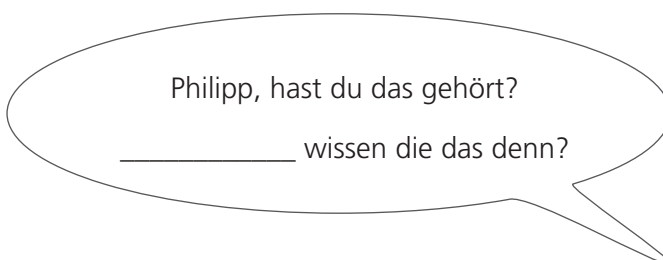 Philipp, hast du das gehört?
____________ wissen die das denn?